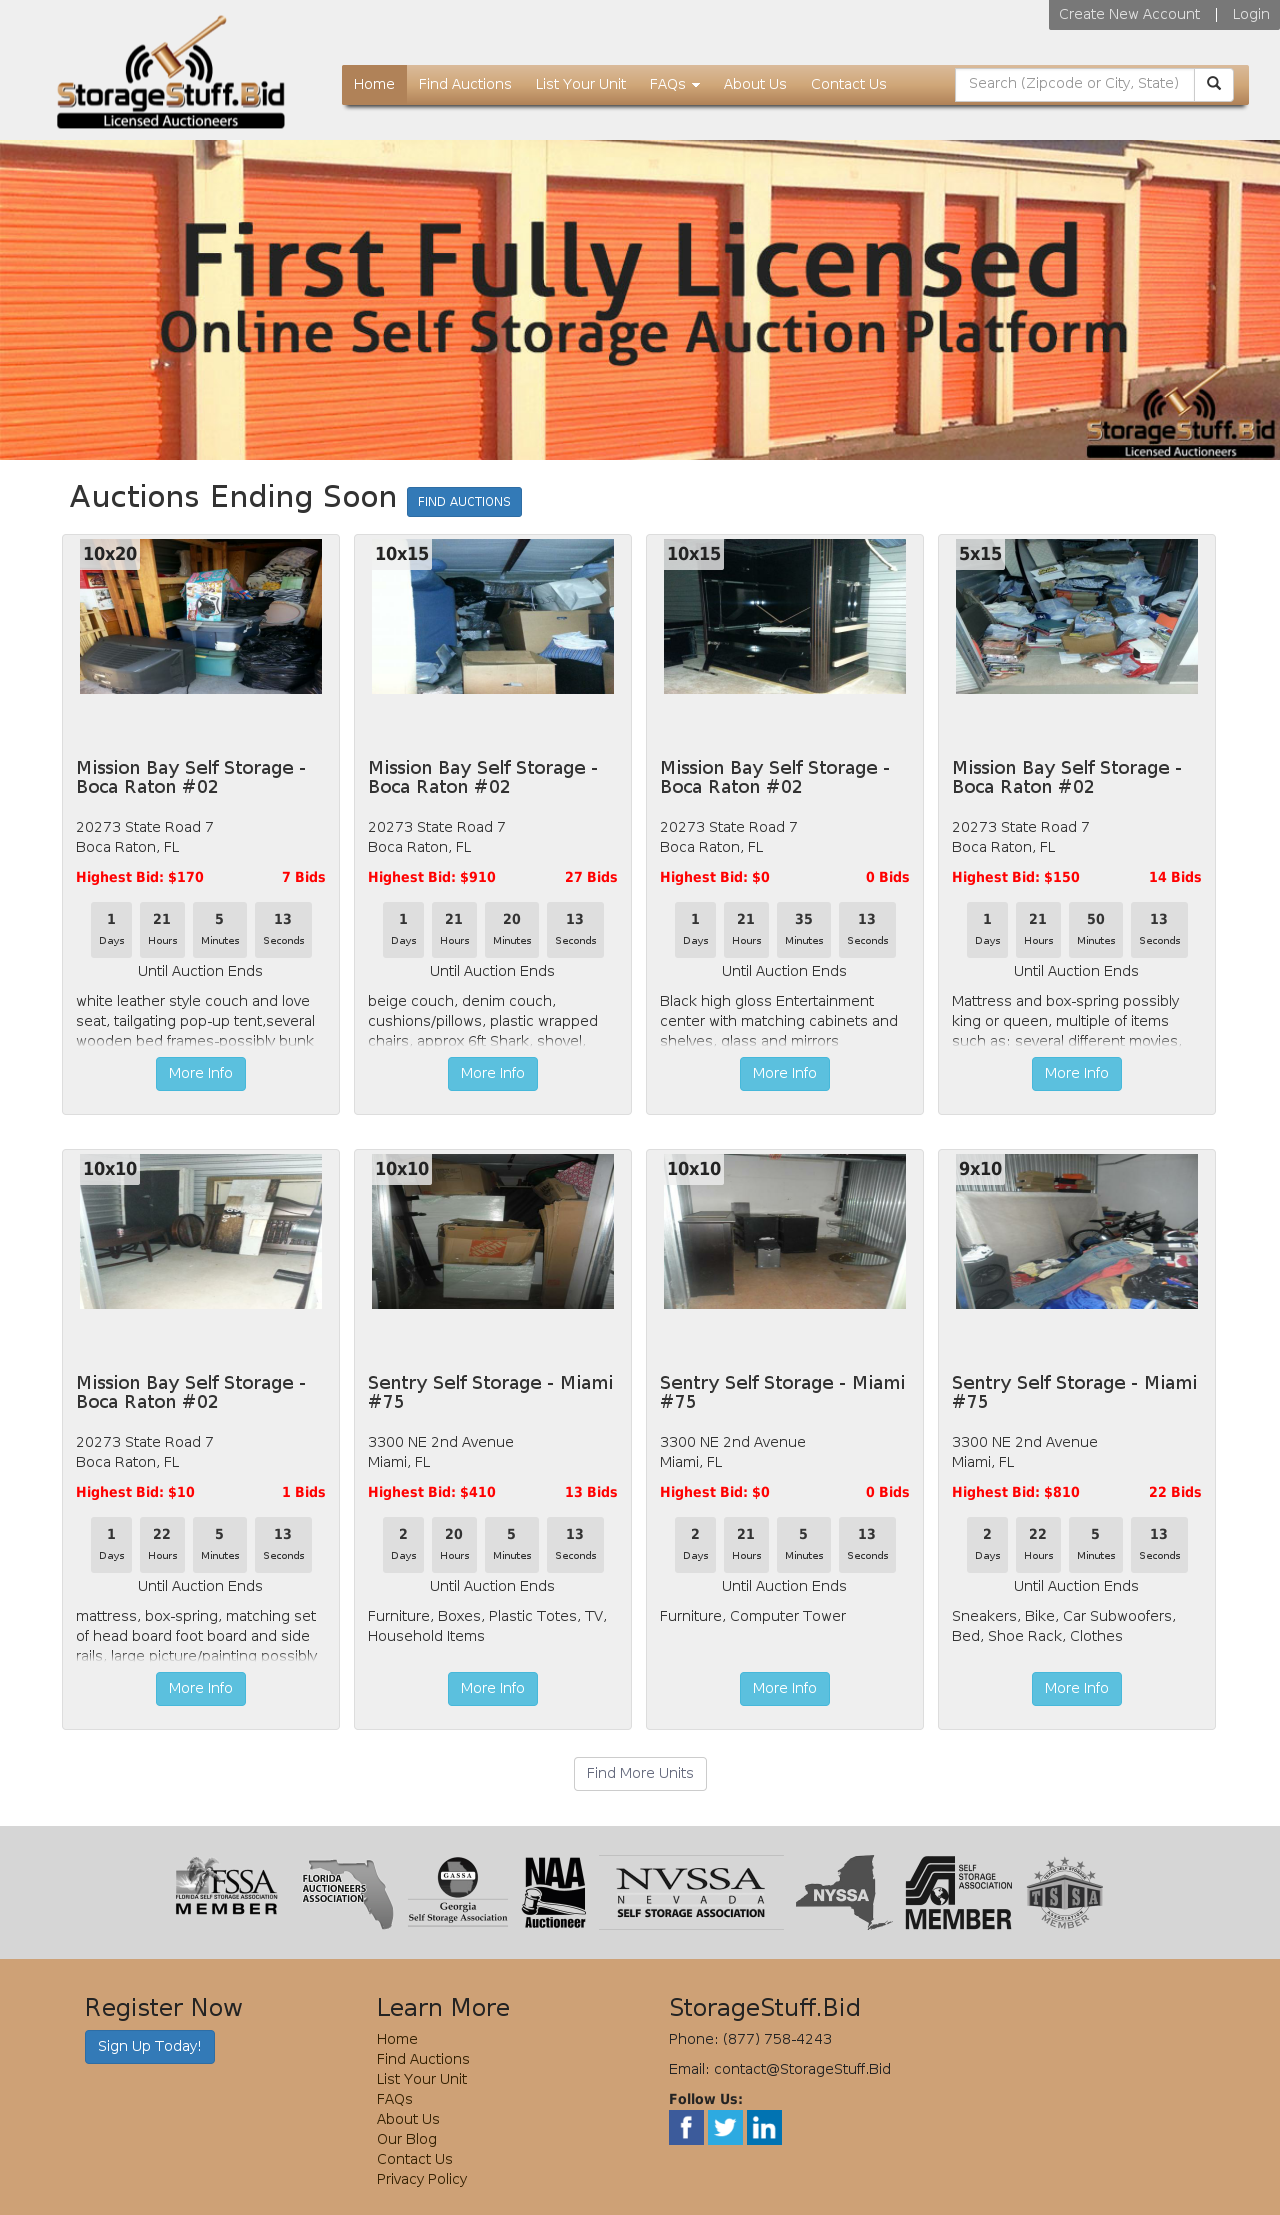 Create New Account | Login
StorageStuff.Bid
Licensed Auctioneers
Home Find Auctions List Your Unit FAQs About Us Contact Us Search (Zipcode or City, State)
First Fully Licensed
Online Self Storage Auction Platform
StorageStuff.Bid
Licensed Auctioneers
Auctions Ending Soon FIND AUCTIONS
10x20
Mission Bay Self Storage -
Boca Raton #02
20273 State Road 7
Boca Raton, FL
Highest Bid: $170 7 Bids
1 21 5 13
Days Hours Minutes Seconds
Until Auction Ends
white leather style couch and love
seat, tailgating pop-up tent,several
wooden bed frames-possibly bunk
More Info
10x15
Mission Bay Self Storage -
Boca Raton #02
20273 State Road 7
Boca Raton, FL
Highest Bid: $910 27 Bids
1 21 20 13
Days Hours Minutes Seconds
Until Auction Ends
beige couch, denim couch,
cushions/pillows, plastic wrapped
chairs, approx 6ft Shark, shovel,
More Info
10x15
Mission Bay Self Storage -
Boca Raton #02
20273 State Road 7
Boca Raton, FL
Highest Bid: $0 0 Bids
1 21 35 13
Days Hours Minutes Seconds
Until Auction Ends
Black high gloss Entertainment
center with matching cabinets and
shelves, glass and mirrors
More Info
5x15
Mission Bay Self Storage -
Boca Raton #02
20273 State Road 7
Boca Raton, FL
Highest Bid: $150 14 Bids
1 21 50 13
Days Hours Minutes Seconds
Until Auction Ends
Mattress and box-spring possibly
king or queen, multiple of items
such as: several different movies,
More Info
10x10
Mission Bay Self Storage -
Boca Raton #02
20273 State Road 7
Boca Raton, FL
Highest Bid: $10 1 Bids
1 22 5 13
Days Hours Minutes Seconds
Until Auction Ends
mattress, box-spring, matching set
of head board foot board and side
rails, large picture/painting possibly
More Info
10x10
Sentry Self Storage - Miami
#75
3300 NE 2nd Avenue
Miami, FL
Highest Bid: $410 13 Bids
2 20 5 13
Days Hours Minutes Seconds
Until Auction Ends
Furniture, Boxes, Plastic Totes, TV,
Household Items
More Info
10x10
Sentry Self Storage - Miami
#75
3300 NE 2nd Avenue
Miami, FL
Highest Bid: $0 0 Bids
2 21 5 13
Days Hours Minutes Seconds
Until Auction Ends
Furniture, Computer Tower
More Info
9x10
Sentry Self Storage - Miami
#75
3300 NE 2nd Avenue
Miami, FL
Highest Bid: $810 22 Bids
2 22 5 13
Days Hours Minutes Seconds
Until Auction Ends
Sneakers, Bike, Car Subwoofers,
Bed, Shoe Rack, Clothes
More Info
Find More Units
FSSA
FLORIDA SELF STORAGE ASSOCIATION
MEMBER
FLORIDA
AUCTIONEERS
ASSOCIATION
GASSA
Georgia
Self Storage Association
NAA
Auctioneer
NVSSA
NEVADA
SELF STORAGE ASSOCIATION
NYSSA
SELF
STORAGE
ASSOCIATION
MEMBER
TEXAS SELF STORAGE
TSSA
ASSOCIATION
MEMBER
Register Now
Sign Up Today!
Learn More
Home
Find Auctions
List Your Unit
FAQs
About Us
Our Blog
Contact Us
Privacy Policy
StorageStuff.Bid
Phone: (877) 758-4243
Email: contact@StorageStuff.Bid
Follow Us: